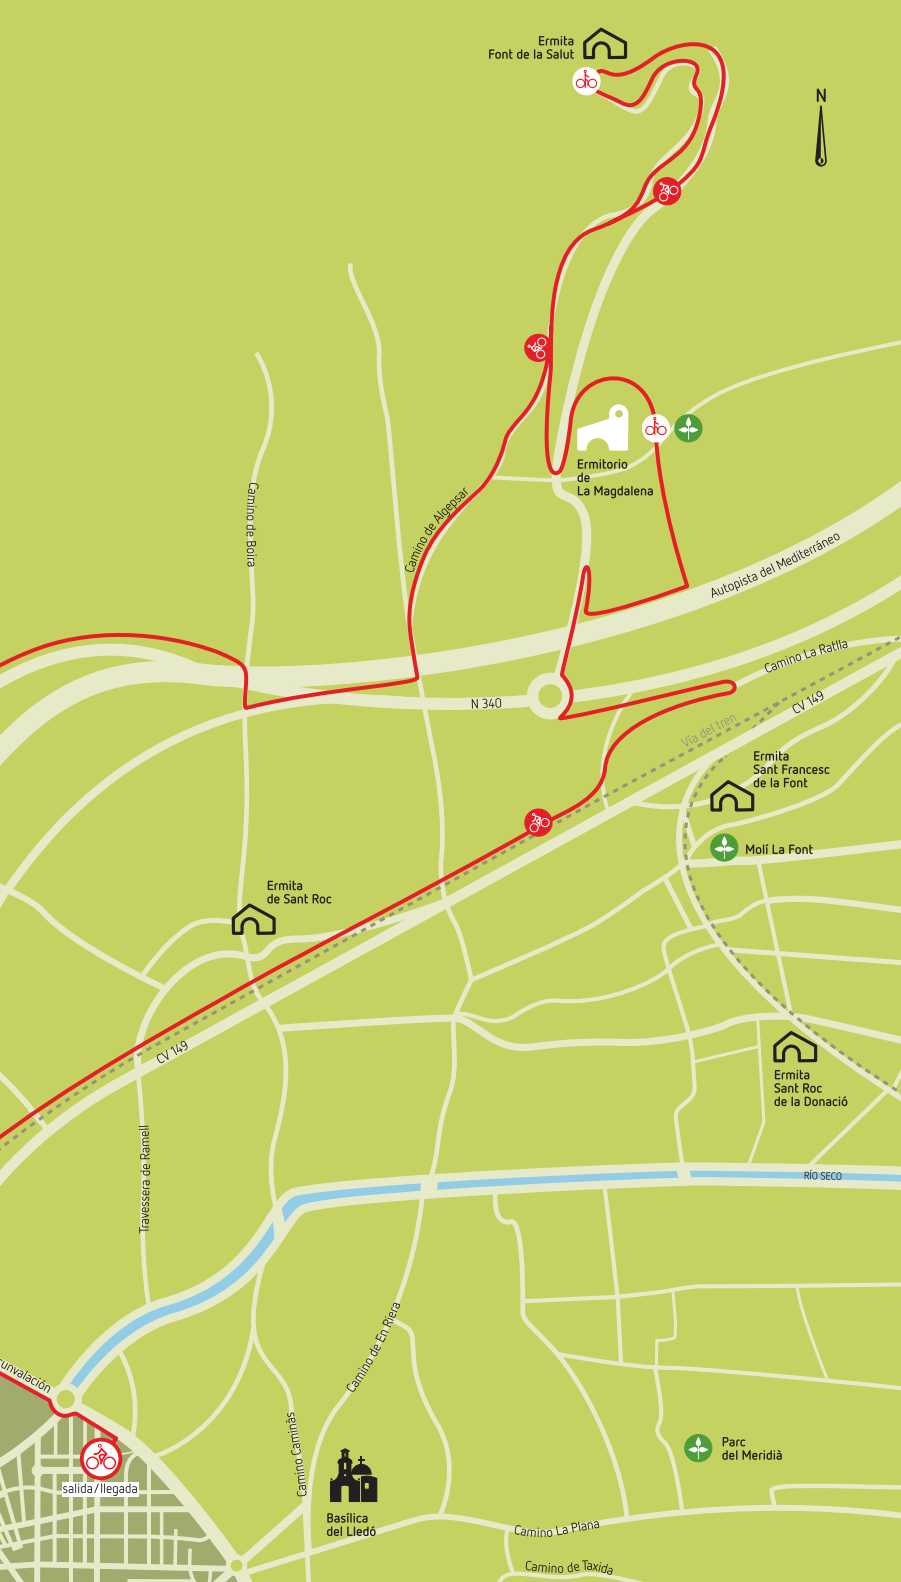 Ermita
Font de la Salut
N
Ermitorio
de
La Magdalena
Camino de Boira
Camino de Algepsar
Autopista del Mediterráneo
Camino La Ratlla
N 340
CV 149
Vía del tren
Ermita
Sant Francesc
de la Font
Molí La Font
Ermita
de Sant Roc
CV 149
Ermita
Sant Roc
de la Donació
Travessera de Ramell
RÍO SECO
Camino de En Riera
unvalación
Camino Caminàs
Parc
del Meridià
salida/llegada
Basílica
del Lledó
Camino La Plana
Camino de Taxida